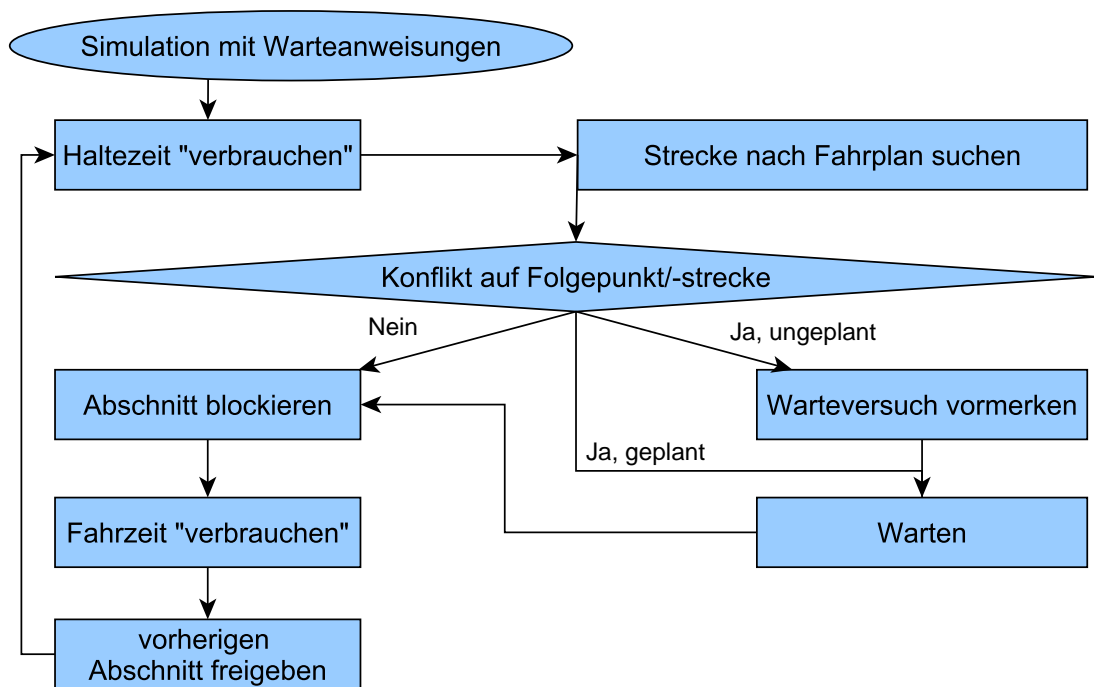 Simulation mit Warteanweisungen
Haltezeit "verbrauchen"
Strecke nach Fahrplan suchen
Konflikt auf Folgepunkt/-strecke
Nein
Ja, ungeplant
Abschnitt blockieren
Warteversuch vormerken
Ja, geplant
Fahrzeit "verbrauchen"
Warten
vorherigen
Abschnitt freigeben